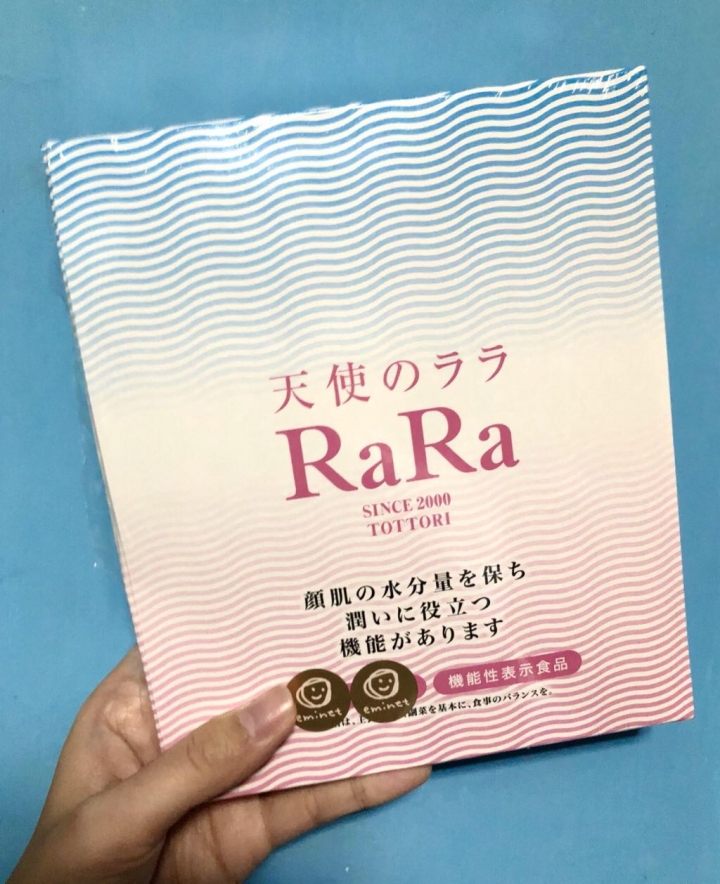 天使のララ
RaRa
SINCE 2000
TOTTORI
顔肌の水分量を保ち
潤いに役立つ
機能があります
機能性表示食品
eminet eminet
は、主 副菜を基本に、食事のバランスを。